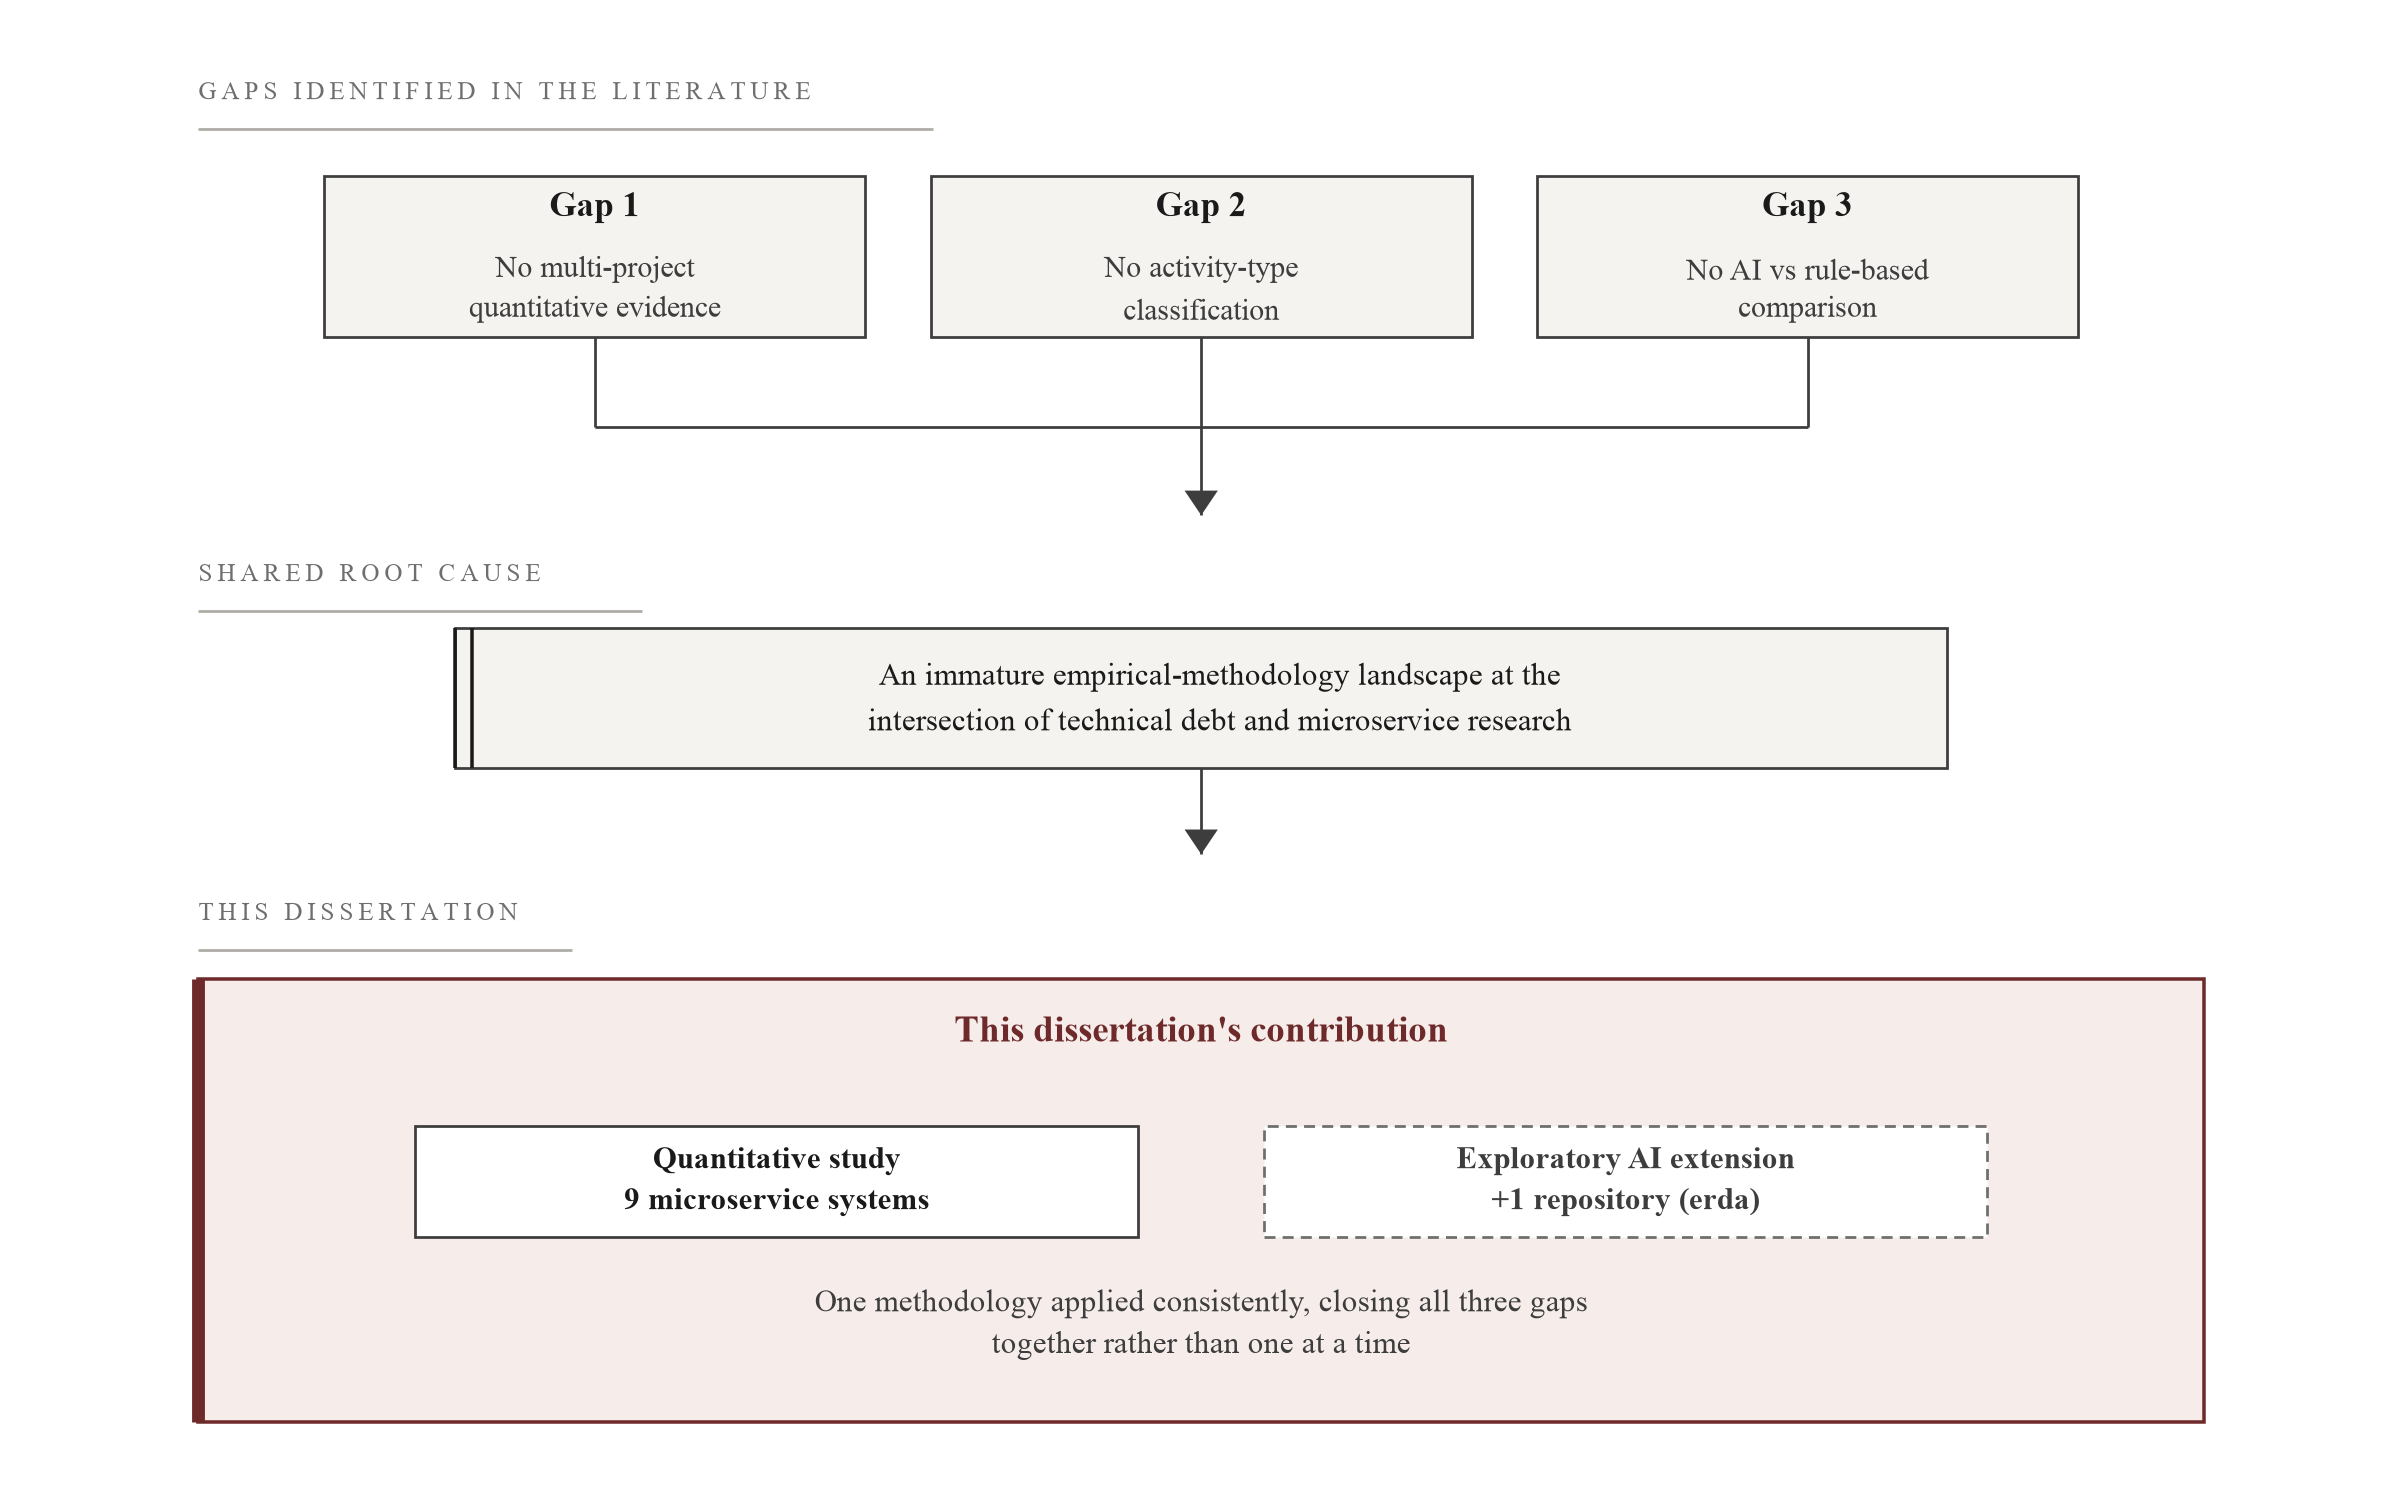 GAPS IDENTIFIED IN THE LITERATURE
Gap 1
No multi-project
quantitative evidence
Gap 2
No activity-type
classification
Gap 3
No AI vs rule-based
comparison
SHARED ROOT CAUSE
An immature empirical-methodology landscape at the
intersection of technical debt and microservice research
THIS DISSERTATION
This dissertation's contribution
Quantitative study
9 microservice systems
Exploratory AI extension
+1 repository (erda)
One methodology applied consistently, closing all three gaps
together rather than one at a time